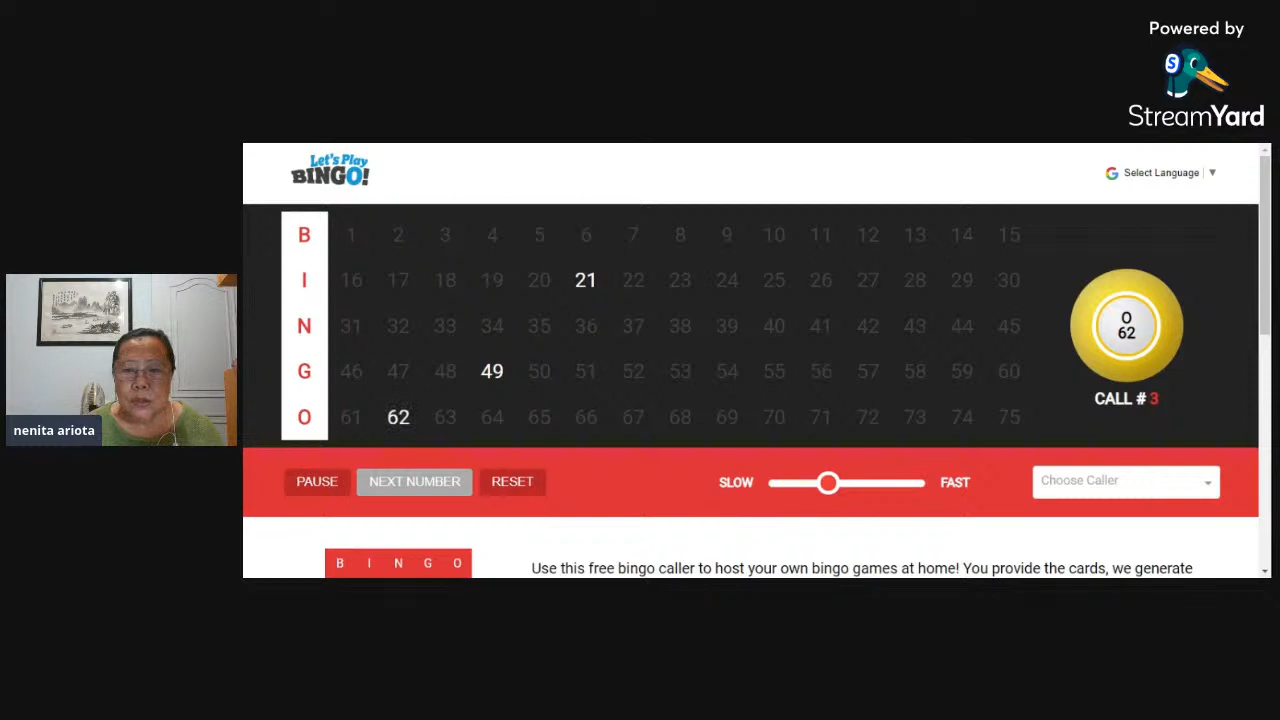 Powered by
StreamYard
Let's Play
BINGO!
Select Language
B 1 2 3 4 5 6 7 8 9 10 11 12 13 14 15
I 16 17 18 19 20 21 22 23 24 25 26 27 28 29 30
N 31 32 33 34 35 36 37 38 39 40 41 42 43 44 45
G 46 47 48 49 50 51 52 53 54 55 56 57 58 59 60
O 61 62 63 64 65 66 67 68 69 70 71 72 73 74 75
O
62
CALL # 3
nenita ariota
PAUSE NEXT NUMBER RESET SLOW FAST Choose Caller
B I N G O
Use this free bingo caller to host your own bingo games at home! You provide the cards, we generate